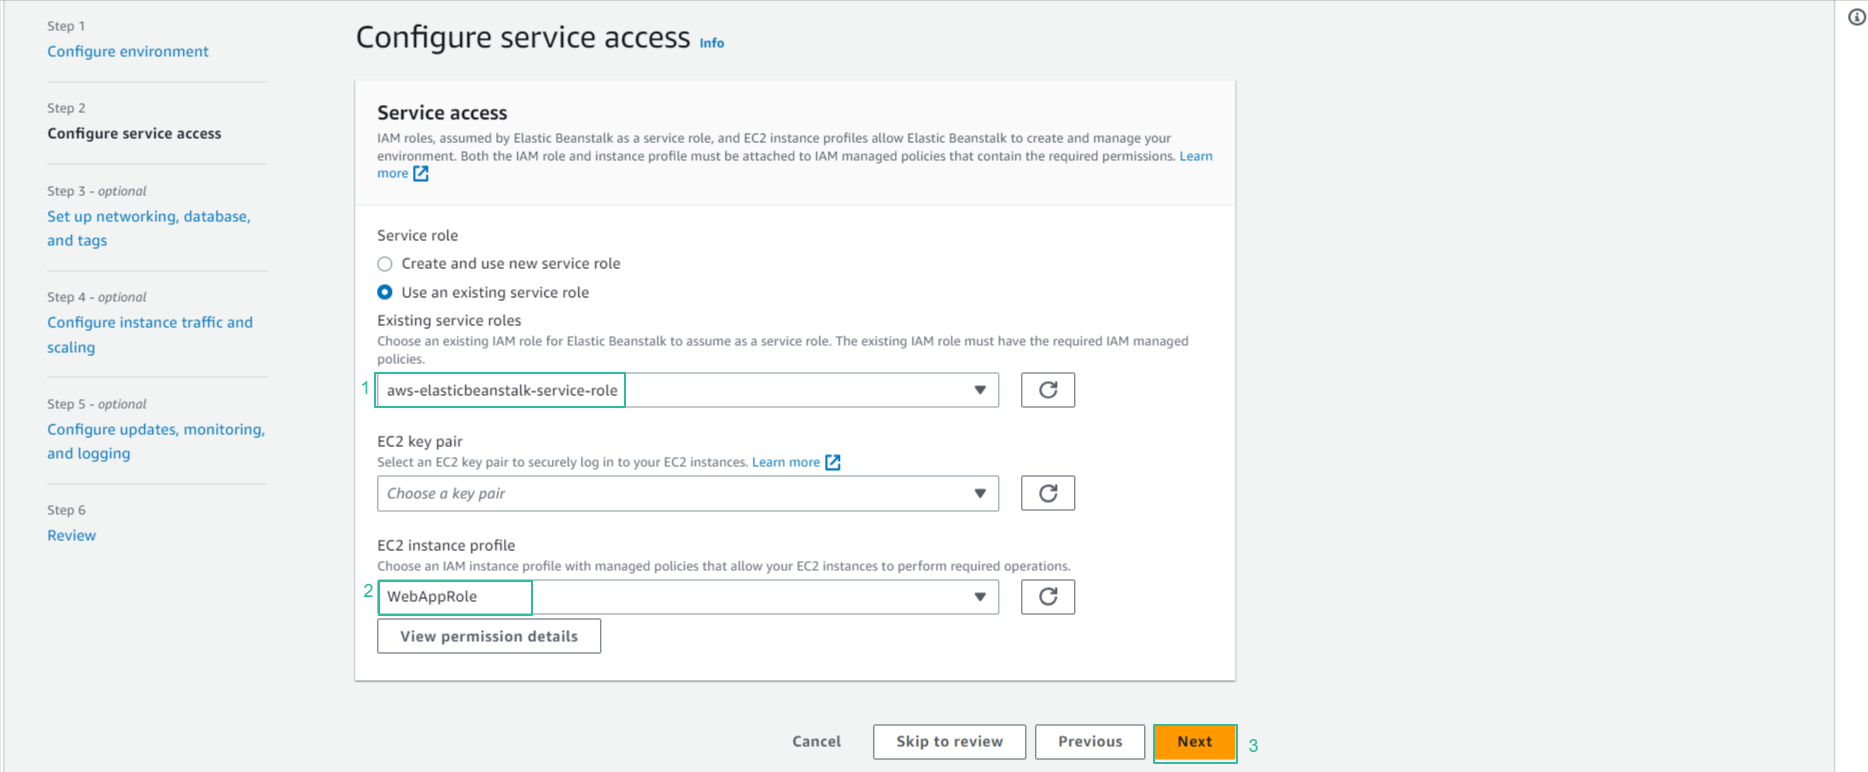 Step 1
Configure environment
Step 2
Configure service access
Step 3 - optional
Set up networking, database,
and tags
Step 4 - optional
Configure instance traffic and
scaling
Step 5 - optional
Configure updates, monitoring,
and logging
Step 6
Review
Configure service access Info
Service access
IAM roles, assumed by Elastic Beanstalk as a service role, and EC2 instance profiles allow Elastic Beanstalk to create and manage your
environment. Both the IAM role and instance profile must be attached to IAM managed policies that contain the required permissions. Learn
more
Service role
Create and use new service role
Use an existing service role
Existing service roles
Choose an existing IAM role for Elastic Beanstalk to assume as a service role. The existing IAM role must have the required IAM managed
policies.
1 aws-elasticbeanstalk-service-role
EC2 key pair
Select an EC2 key pair to securely log in to your EC2 instances. Learn more
Choose a key pair
EC2 instance profile
Choose an IAM instance profile with managed policies that allow your EC2 instances to perform required operations.
2 WebAppRole
View permission details
Cancel Skip to review Previous Next 3